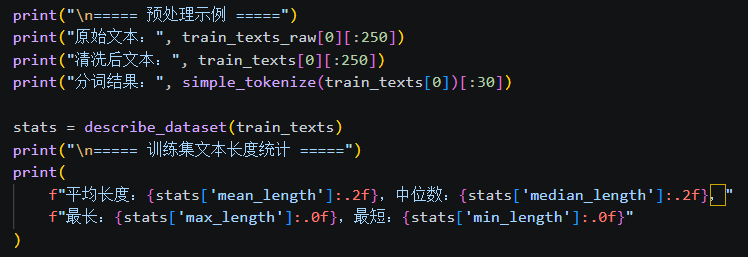 print("\n===== 预处理示例 =====")
print("原始文本：", train_texts_raw[0][:250])
print("清洗后文本：", train_texts[0][:250])
print("分词结果：", simple_tokenize(train_texts[0])[:30])

stats = describe_dataset(train_texts)
print("\n===== 训练集文本长度统计 =====")
print(
    f"平均长度：{stats['mean_length']:.2f}，中位数：{stats['median_length']:.2f}，"
    f"最长：{stats['max_length']:.0f}，最短：{stats['min_length']:.0f}"
)